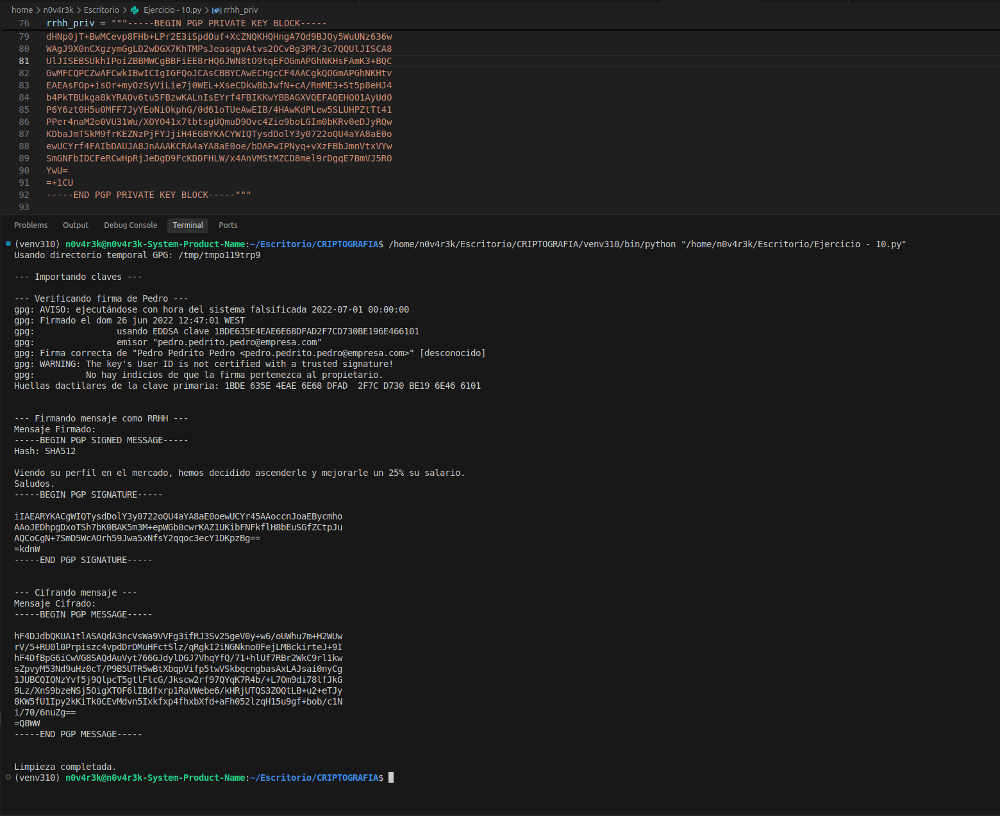 home > n0v4r3k > Escritorio > Ejercicio - 10.py > rrhh_priv
76 rrhh_priv = """-----BEGIN PGP PRIVATE KEY BLOCK-----
79 dHNp0jT+BwMCevp8FHb+LPr2E3iSpdOuf+XcZNQKHQHngA7Qd9BJQy5WuUNz636w
80 WAgJ9X0nCXgzymGgLD2wDGX7KhTMPsJeasqgvAtvs2OCvBg3PR/3c7QQUlJISCA8
81 UlJISEBSUkhIPoiZBBMWCgBBFiEE8rHQ6JWN8tO9tqEFOGmAPGhNKHsFAmK3+BQC
82 GwMFCQPCZwAFCwkIBwICIgIGFQoJCAsCBBYCAwECHgcCF4AACgkQOGmAPGhNKHtv
83 EAEAsFOp+isOr+myOzSyViLie7j0WEL+XseCDkwBbJwfN+cA/RmME3+St5p8eHJ4
84 b4PkTBUkga8kYRAOv6tu5FBzwKALnIsEYrf4FBIKKwYBBAGXVQEFAQEHQO1AyUdO
85 P6Y6zt0H5u0MFF7JyYEoNiOkphG/0d61oTUeAwEIB/4HAwKdPLew5SLUHPZtTt41
86 PPer4naM2o0VU31Wu/XOYO41x7tbtsgUQmuD9Ovc4Zio9boLGIm0bKRv0eDJyRQw
87 KDbaJmTSkM9frKEZNzPjFYJjiH4EGBYKACYWIQTysdDolY3y0722oQU4aYA8aE0o
88 ewUCYrf4FAIbDAUJA8JnAAAKCRA4aYA8aE0oe/bDAPwIPNyq+vXzFBbJmnVtxVYw
89 SmGNFbIDCFeRCwHpRjJeDgD9FcKDDFHLW/x4AnVMStMZCD8mel9rDgqE7BmVJ5RO
90 YwU=
91 =+1CU
92 -----END PGP PRIVATE KEY BLOCK-----"""
93
Problems Output Debug Console Terminal Ports
(venv310) n0v4r3k@n0v4r3k-System-Product-Name:~/Escritorio/CRIPTOGRAFIA$ /home/n0v4r3k/Escritorio/CRIPTOGRAFIA/venv310/bin/python "/home/n0v4r3k/Escritorio/Ejercicio - 10.py"
Usando directorio temporal GPG: /tmp/tmpo119trp9
--- Importando claves ---
--- Verificando firma de Pedro ---
gpg: AVISO: ejecutándose con hora del sistema falsificada 2022-07-01 00:00:00
gpg: Firmado el dom 26 jun 2022 12:47:01 WEST
gpg:                usando EDDSA clave 1BDE635E4EAE6E68DFAD2F7CD730BE196E466101
gpg:                emisor "pedro.pedrito.pedro@empresa.com"
gpg: Firma correcta de "Pedro Pedrito Pedro <pedro.pedrito.pedro@empresa.com>" [desconocido]
gpg: WARNING: The key's User ID is not certified with a trusted signature!
gpg:          No hay indicios de que la firma pertenezca al propietario.
Huellas dactilares de la clave primaria: 1BDE 635E 4EAE 6E68 DFAD  2F7C D730 BE19 6E46 6101
--- Firmando mensaje como RRHH ---
Mensaje Firmado:
-----BEGIN PGP SIGNED MESSAGE-----
Hash: SHA512
Viendo su perfil en el mercado, hemos decidido ascenderle y mejorarle un 25% su salario.
Saludos.
-----BEGIN PGP SIGNATURE-----
iIAEARYKACgWIQTysdDolY3y0722oQU4aYA8aE0oewUCYr45AAoccnJoaEBycmho
AAoJEDhpgDxoTSh7bK0BAK5m3M+epWGb0cwrKAZ1UKibFNFkflH8bEuSGfZCtpJu
AQCoCgN+7SmD5WcAOrh59Jwa5xNfsY2qqoc3ecY1DKpzBg==
=kdnW
-----END PGP SIGNATURE-----
--- Cifrando mensaje ---
Mensaje Cifrado:
-----BEGIN PGP MESSAGE-----
hF4DJdbQKUA1tlASAQdA3ncVsWa9VVFg3ifRJ3Sv25geV0y+w6/oUWhu7m+H2WUw
rV/5+RU0l0Prpiszc4vpdDrDMuHFctSlz/qRgkI2iNGNkno0FejLMBckirteJ+9I
hF4DfBpG6iCwVG8SAQdAuVyt766GJdylDGJ7VhqYfQ/71+hlUf7RBr2WkC9rl1kw
sZpvyM53Nd9uHz0cT/P9B5UTR5wBtXbqpVifp5twVSkbqcngbasAxLAJsai0nyCg
1JUBCQIQNzYvf5j9QlpcT5gtlFlcG/Jkscw2rf97QYqK7R4b/+L7Om9di78lfJkG
9Lz/XnS9bzeNSj5OigXTOF6lIBdfxrp1RaVWebe6/kHRjUTQS3ZOQtLB+u2+eTJy
8KW5fU1Ipy2kKiTk0CEvMdvn5Ixkfxp4fhxbXfd+aFh052lzqH15u9gf+bob/c1N
i/70/6nuZg==
=Q8WW
-----END PGP MESSAGE-----
Limpieza completada.
(venv310) n0v4r3k@n0v4r3k-System-Product-Name:~/Escritorio/CRIPTOGRAFIA$